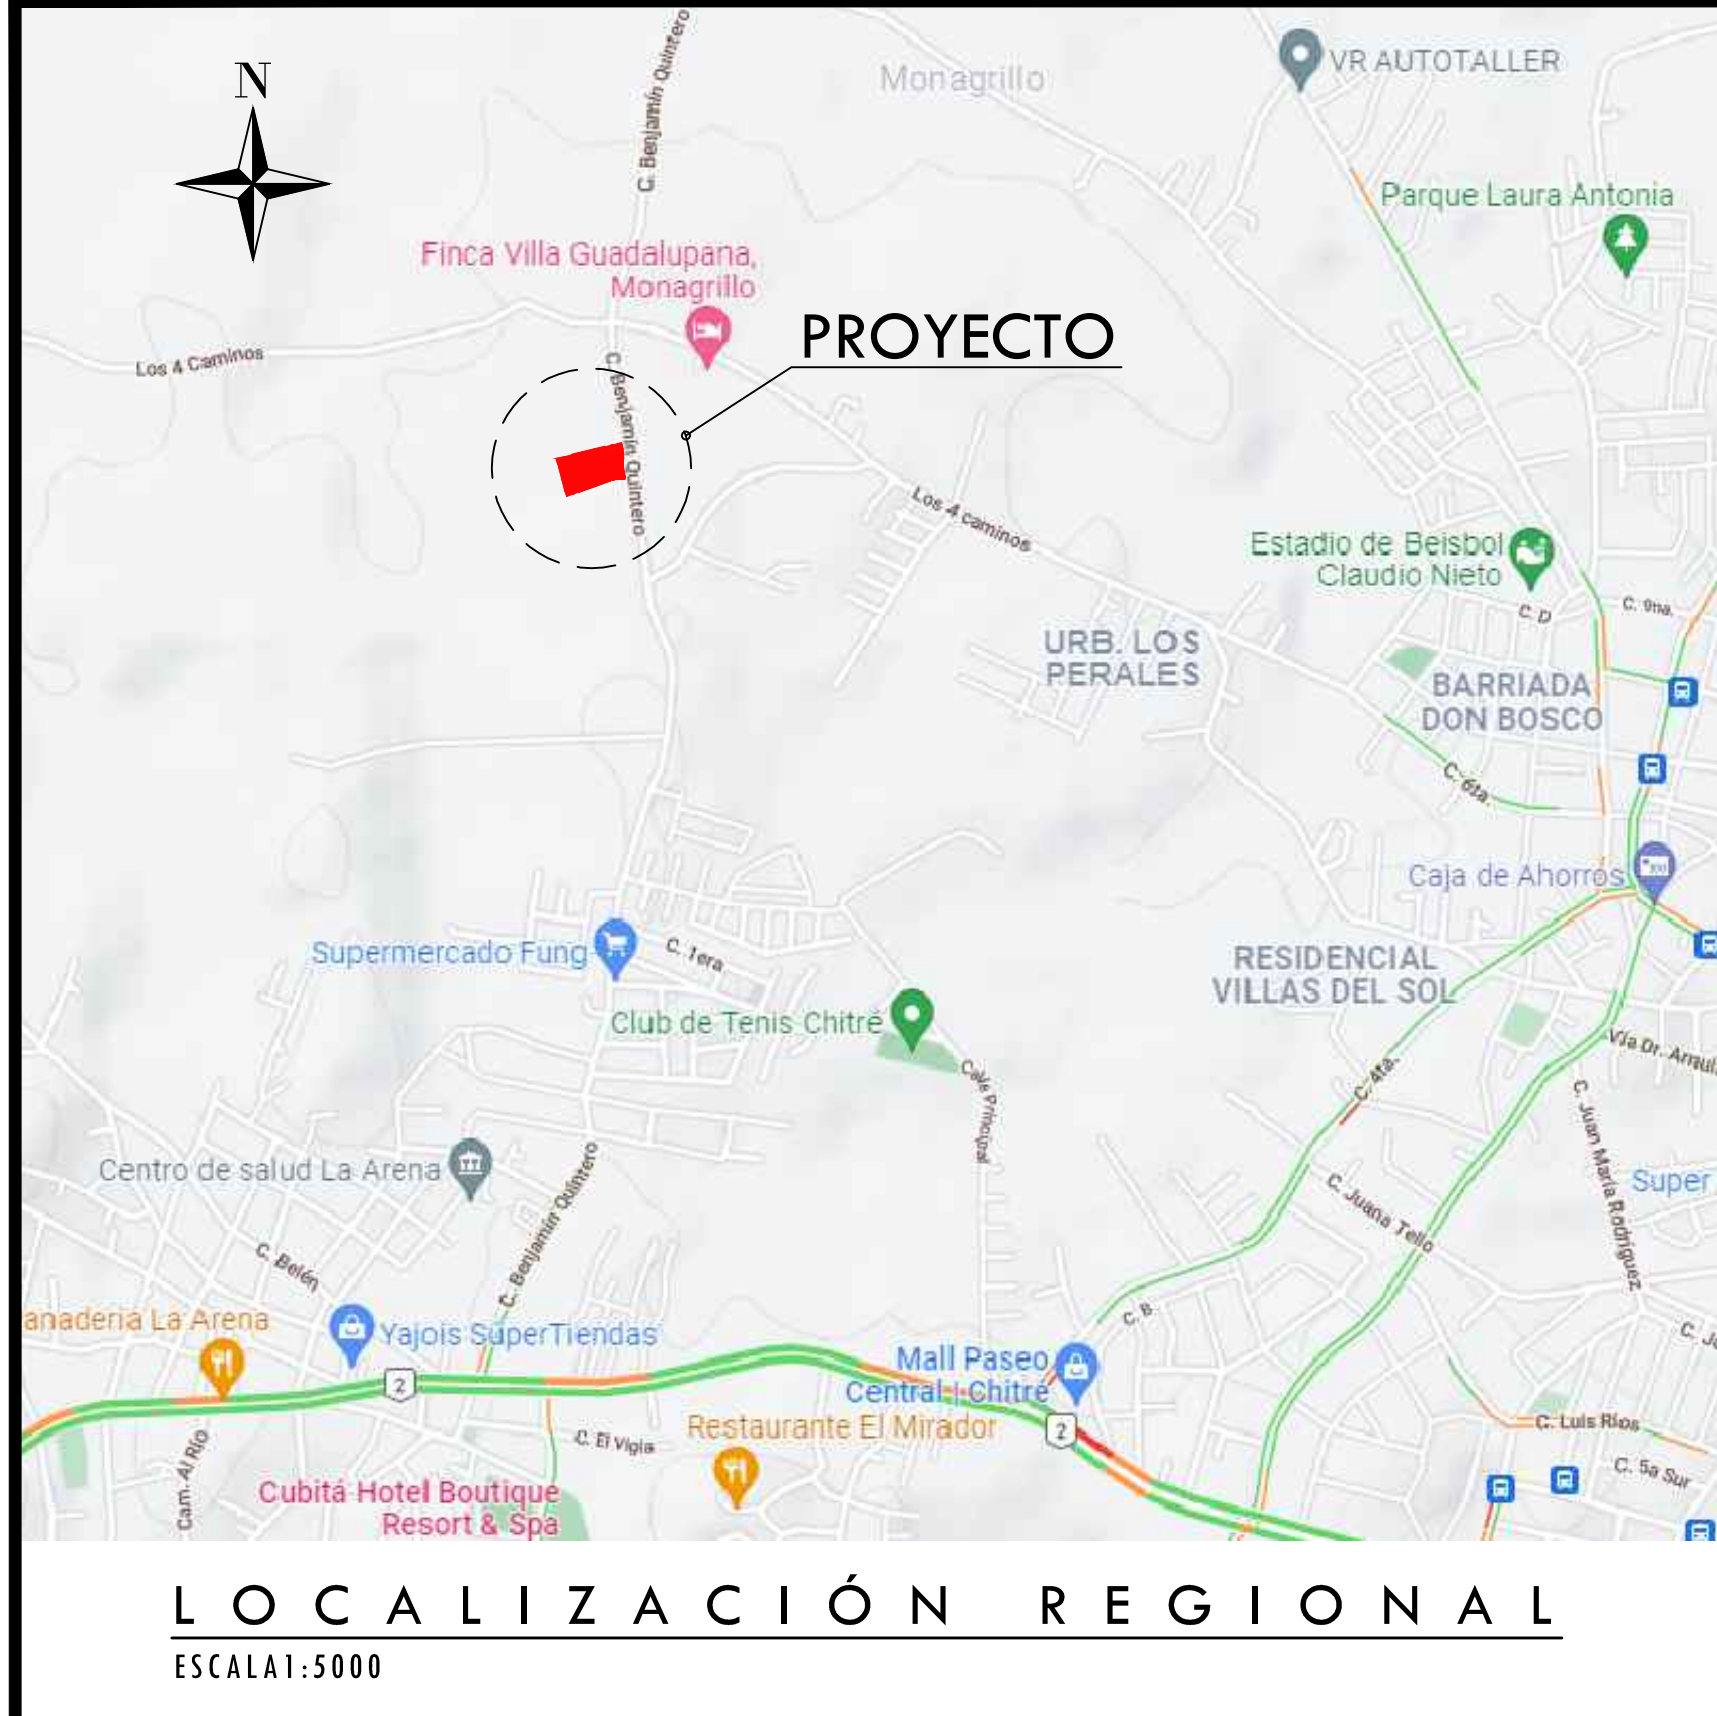 N
C. Benjamín Quintero
Monagrillo
VR AUTOTALLER
Parque Laura Antonia
Finca Villa Guadalupana,
Monagrillo
PROYECTO
Los 4 Caminos
C. Benjamín Quintero
Los 4 caminos
Estadio de Beisbol
Claudio Nieto
C. D
C. 9na.
URB. LOS
PERALES
BARRIADA
DON BOSCO
C. 6ta.
Caja de Ahorros
Supermercado Fung
C. 1era
RESIDENCIAL
VILLAS DEL SOL
Club de Tenis Chitré
Vía Dr. Arnul
Calle Principal
C. 4ta.
C. Juan María Rodríguez
Centro de salud La Arena
C. Benjamín Quintero
C. Juana Tello
Super
C. Belén
anadería La Arena
Yajois SuperTiendas
C. B
2
Mall Paseo
Central | Chitré
Restaurante El Mirador
2
C. El Vigía
C. Luis Ríos
C. 5a Sur
Cam. Al Río
Cubitá Hotel Boutique
Resort & Spa
LOCALIZACIÓN REGIONAL
ESCALA1:5000